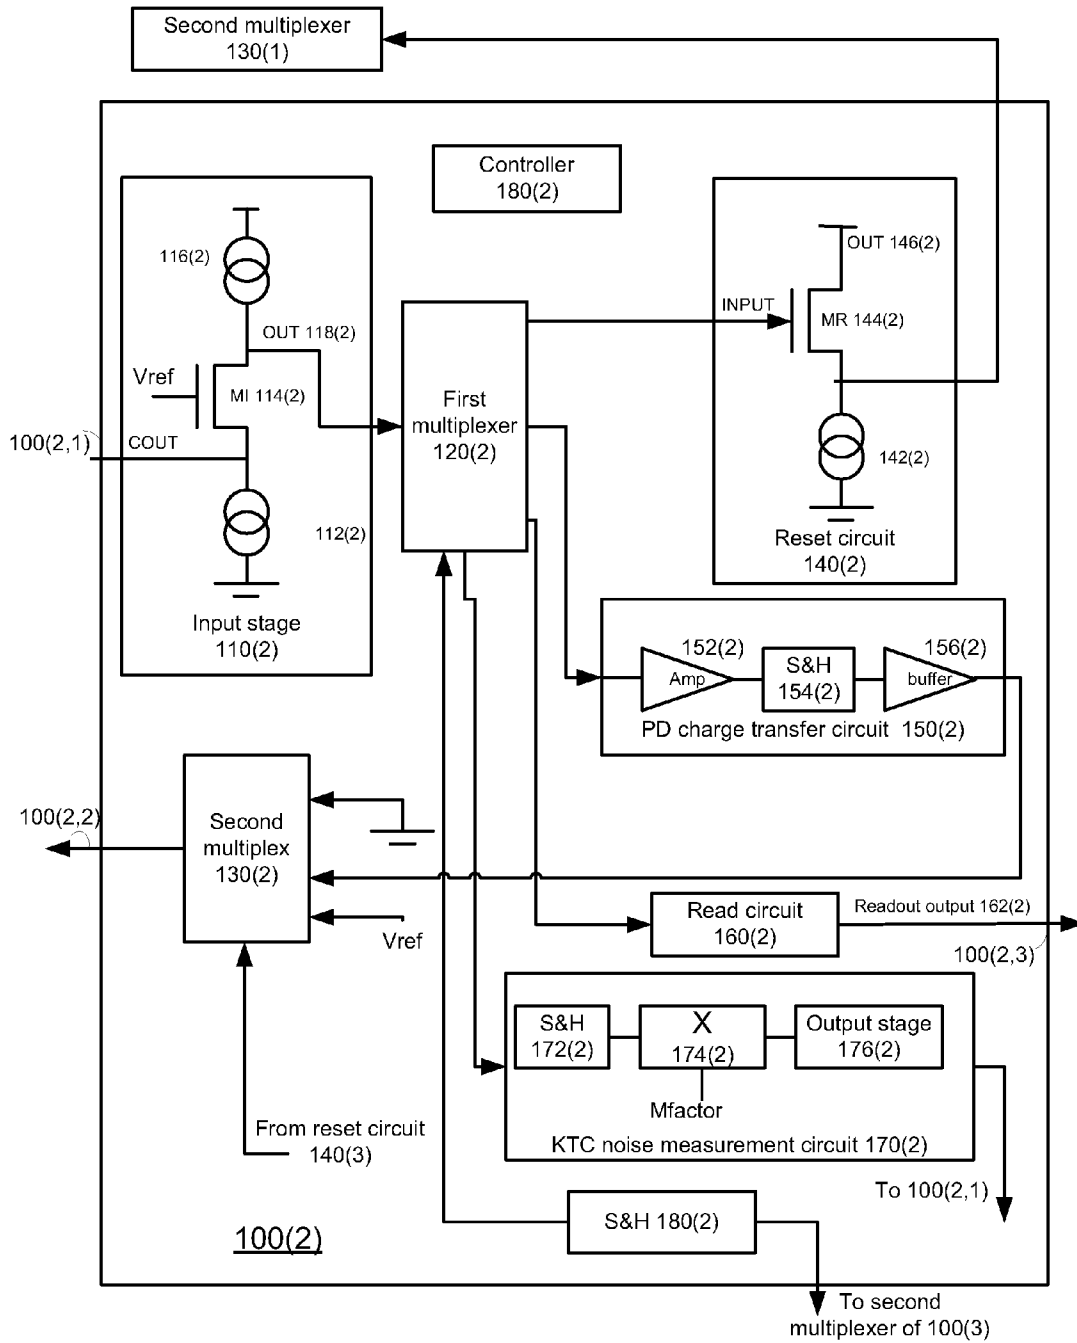 Second multiplexer
130(1)
Controller
180(2)
116(2)
OUT 118(2)
Vref
MI 114(2)
100(2,1)
COUT
112(2)
Input stage
110(2)
First
multiplexer
120(2)
INPUT
OUT 146(2)
MR 144(2)
142(2)
Reset circuit
140(2)
152(2)
Amp
S&H
154(2)
156(2)
buffer
PD charge transfer circuit 150(2)
100(2,2)
Second
multiplex
130(2)
Vref
Read circuit
160(2)
Readout output 162(2)
100(2,3)
S&H
172(2)
X
174(2)
Output stage
176(2)
Mfactor
KTC noise measurement circuit 170(2)
From reset circuit
140(3)
To 100(2,1)
S&H 180(2)
100(2)
To second
multiplexer of 100(3)